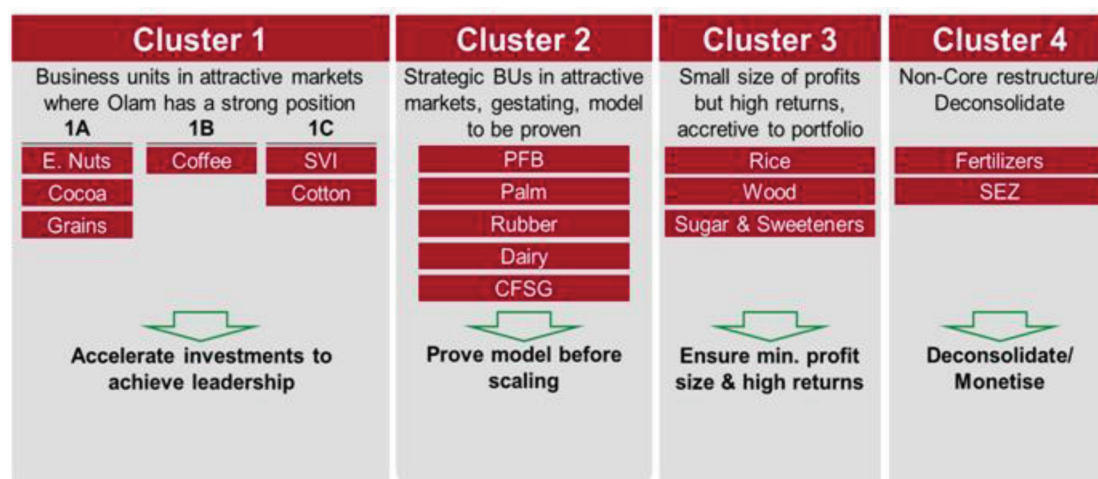 Cluster 1
Business units in attractive markets
where Olam has a strong position
1A
1B
1C
E. Nuts
Coffee
SVI
Cocoa
Cotton
Grains
Accelerate investments to
achieve leadership
Cluster 2
Strategic BUs in attractive
markets, gestating, model
to be proven
PFB
Palm
Rubber
Dairy
CFSG
Prove model before
scaling
Cluster 3
Small size of profits
but high returns,
accretive to portfolio
Rice
Wood
Sugar & Sweeteners
Ensure min. profit
size & high returns
Cluster 4
Non-Core restructure/
Deconsolidate
Fertilizers
SEZ
Deconsolidate/
Monetise